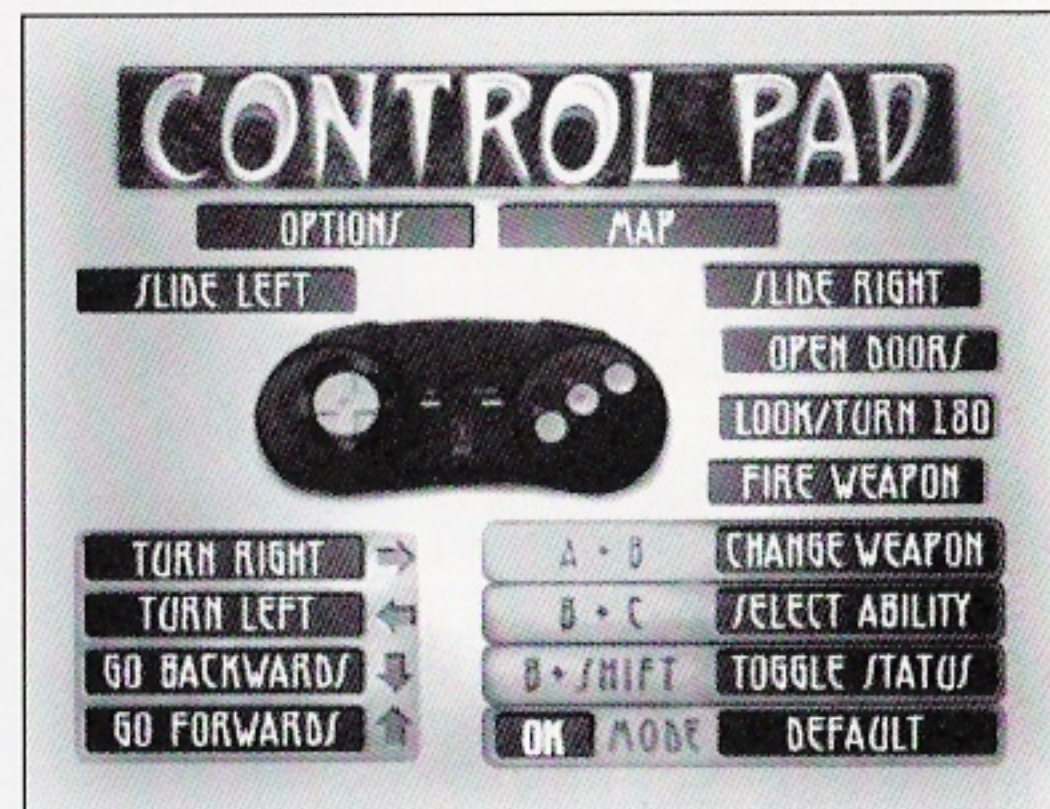 CONTROL PAD
OPTIONS MAP
SLIDE LEFT SLIDE RIGHT
OPEN DOORS
LOOK/TURN 180
FIRE WEAPON
TURN RIGHT
TURN LEFT
GO BACKWARDS
GO FORWARDS
A + B CHANGE WEAPON
B + C SELECT ABILITY
B + SHIFT TOGGLE STATUS
OK MODE DEFAULT